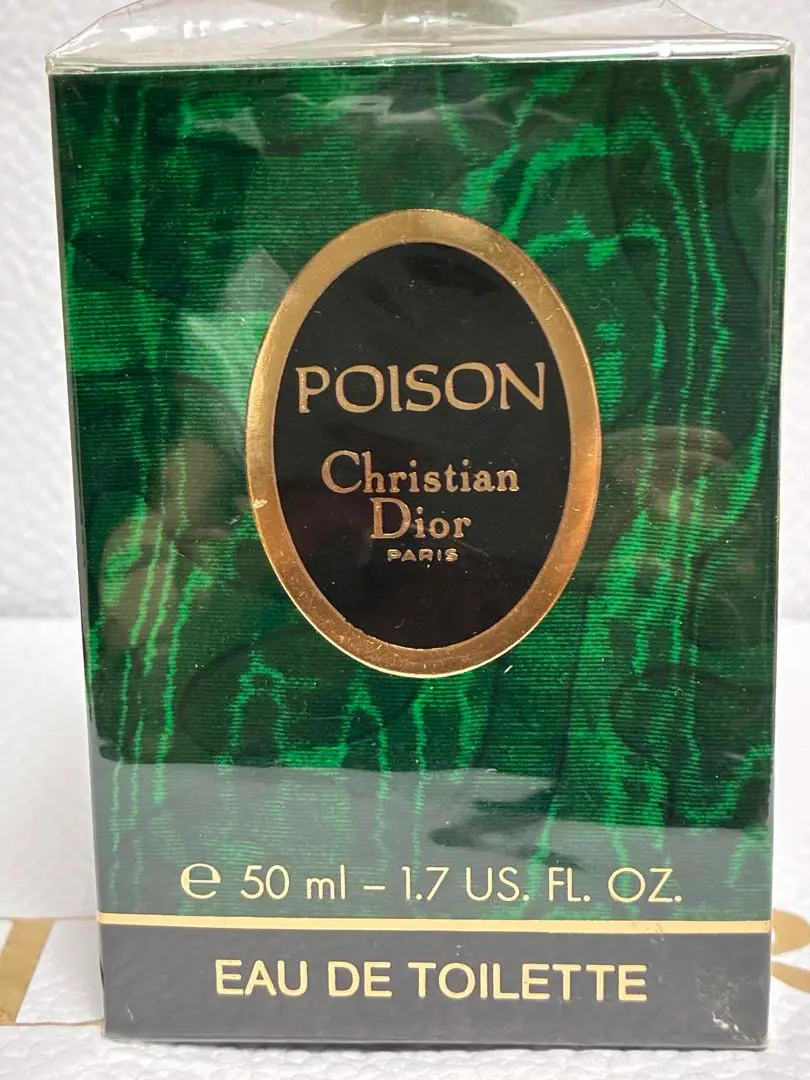 POISON
Christian
Dior
PARIS
℮ 50 ml – 1.7 US. FL. OZ.
EAU DE TOILETTE